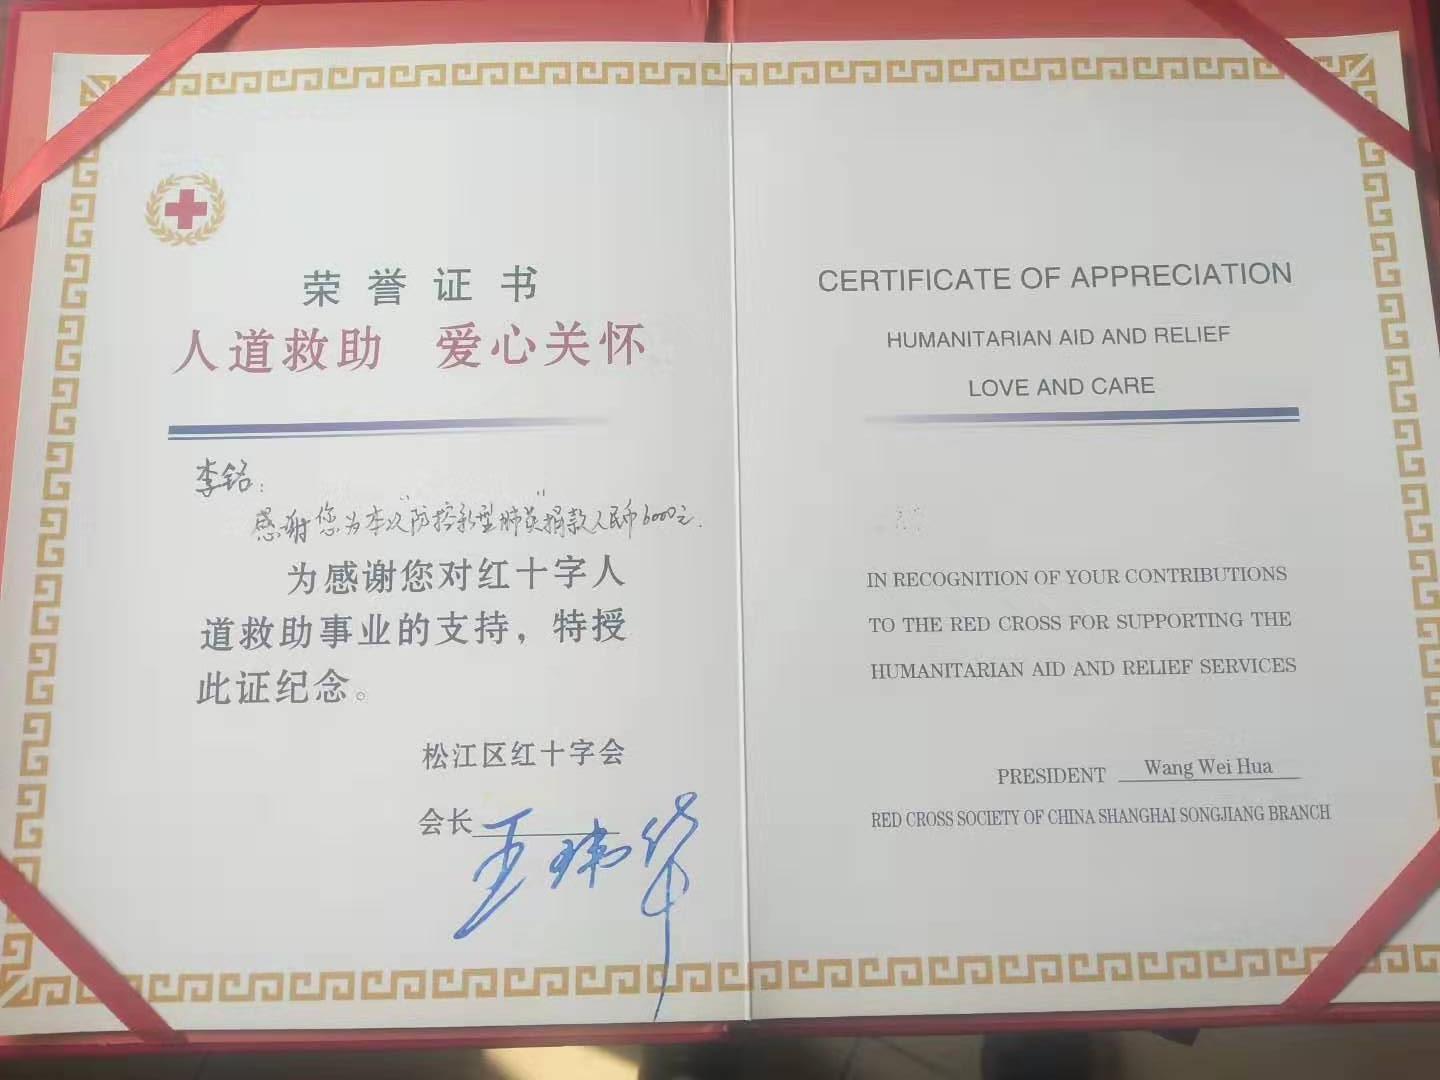 荣誉证书
人道救助 爱心关怀
李铭：
感谢您为本次"防控新型肺炎"捐款人民币6000元.
为感谢您对红十字人
道救助事业的支持，特授
此证纪念。
松江区红十字会
会长 王玮华
CERTIFICATE OF APPRECIATION
HUMANITARIAN AID AND RELIEF
LOVE AND CARE
IN RECOGNITION OF YOUR CONTRIBUTIONS
TO THE RED CROSS FOR SUPPORTING THE
HUMANITARIAN AID AND RELIEF SERVICES
PRESIDENT Wang Wei Hua
RED CROSS SOCIETY OF CHINA SHANGHAI SONGJIANG BRANCH